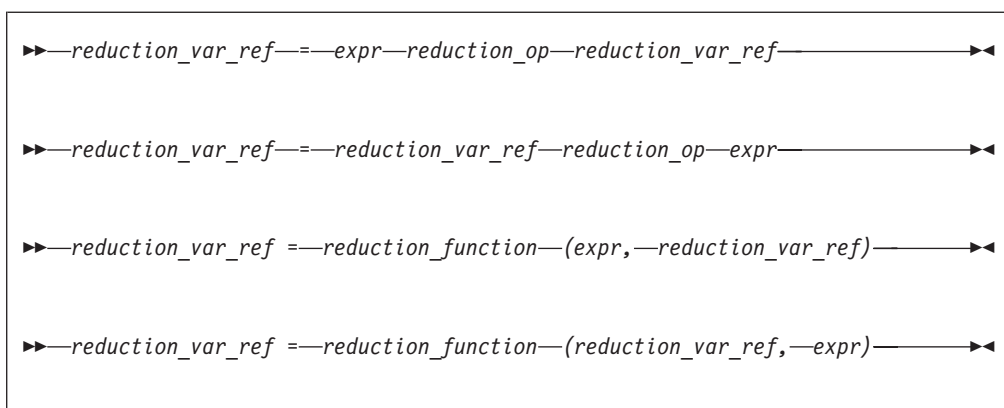 ►►—reduction_var_ref—=—expr—reduction_op—reduction_var_ref—►◄
►►—reduction_var_ref—=—reduction_var_ref—reduction_op—expr—►◄
►►—reduction_var_ref =—reduction_function—(expr,—reduction_var_ref)—►◄
►►—reduction_var_ref =—reduction_function—(reduction_var_ref,—expr)—►◄